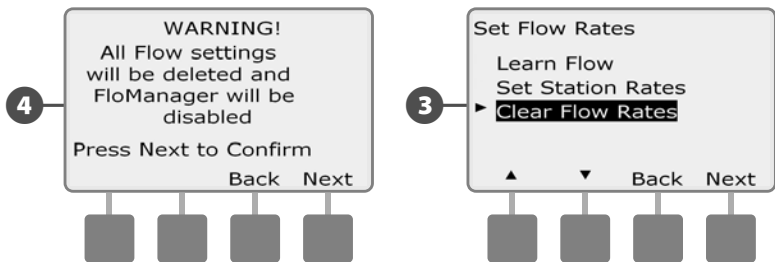 4
WARNING!
All Flow settings
will be deleted and
FloManager will be
disabled
Press Next to Confirm
Back Next
3
Set Flow Rates
Learn Flow
Set Station Rates
► Clear Flow Rates
▲ ▼ Back Next